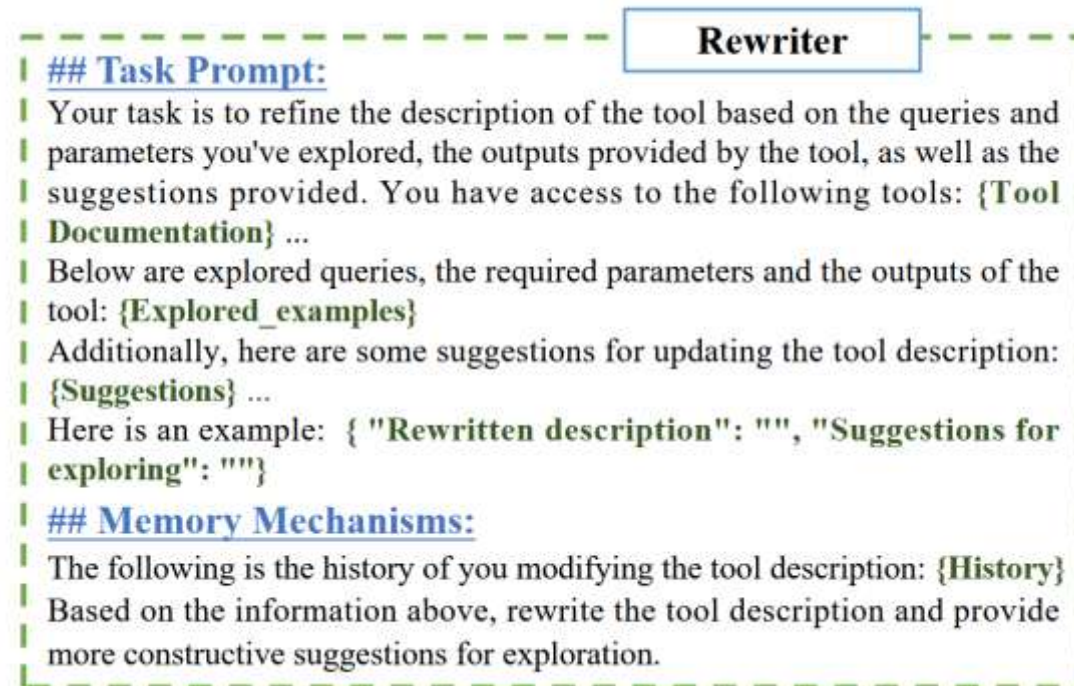 Rewriter
## Task Prompt:
Your task is to refine the description of the tool based on the queries and
parameters you've explored, the outputs provided by the tool, as well as the
suggestions provided. You have access to the following tools: {Tool
Documentation} ...
Below are explored queries, the required parameters and the outputs of the
tool: {Explored_examples}
Additionally, here are some suggestions for updating the tool description:
{Suggestions} ...
Here is an example: { "Rewritten description": "", "Suggestions for
exploring": ""}
## Memory Mechanisms:
The following is the history of you modifying the tool description: {History}
Based on the information above, rewrite the tool description and provide
more constructive suggestions for exploration.